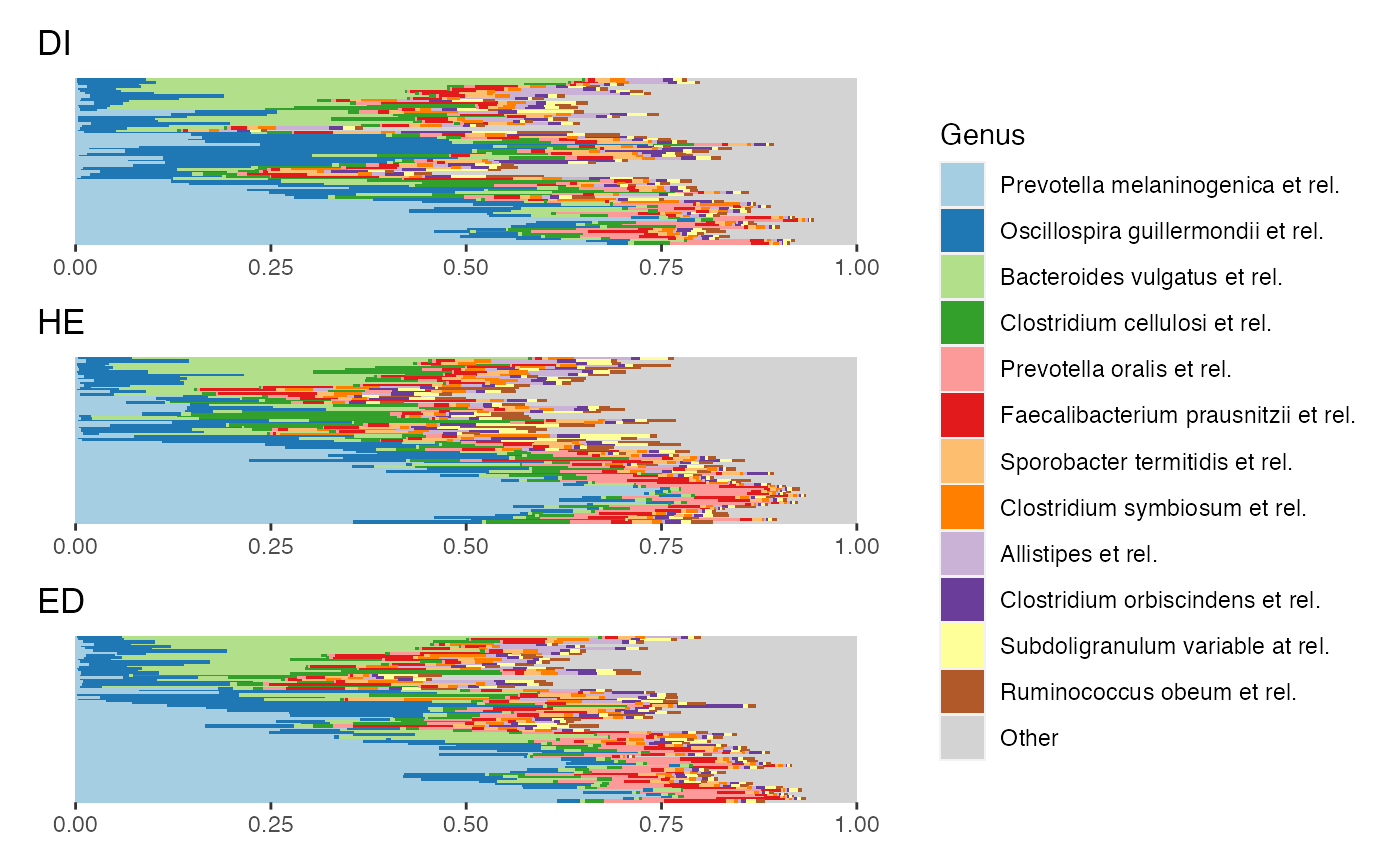 DI
0.00 0.25 0.50 0.75 1.00
HE
0.00 0.25 0.50 0.75 1.00
ED
0.00 0.25 0.50 0.75 1.00
Genus
Prevotella melaninogenica et rel.
Oscillospira guillermondii et rel.
Bacteroides vulgatus et rel.
Clostridium cellulosi et rel.
Prevotella oralis et rel.
Faecalibacterium prausnitzii et rel.
Sporobacter termitidis et rel.
Clostridium symbiosum et rel.
Allistipes et rel.
Clostridium orbiscindens et rel.
Subdoligranulum variable at rel.
Ruminococcus obeum et rel.
Other